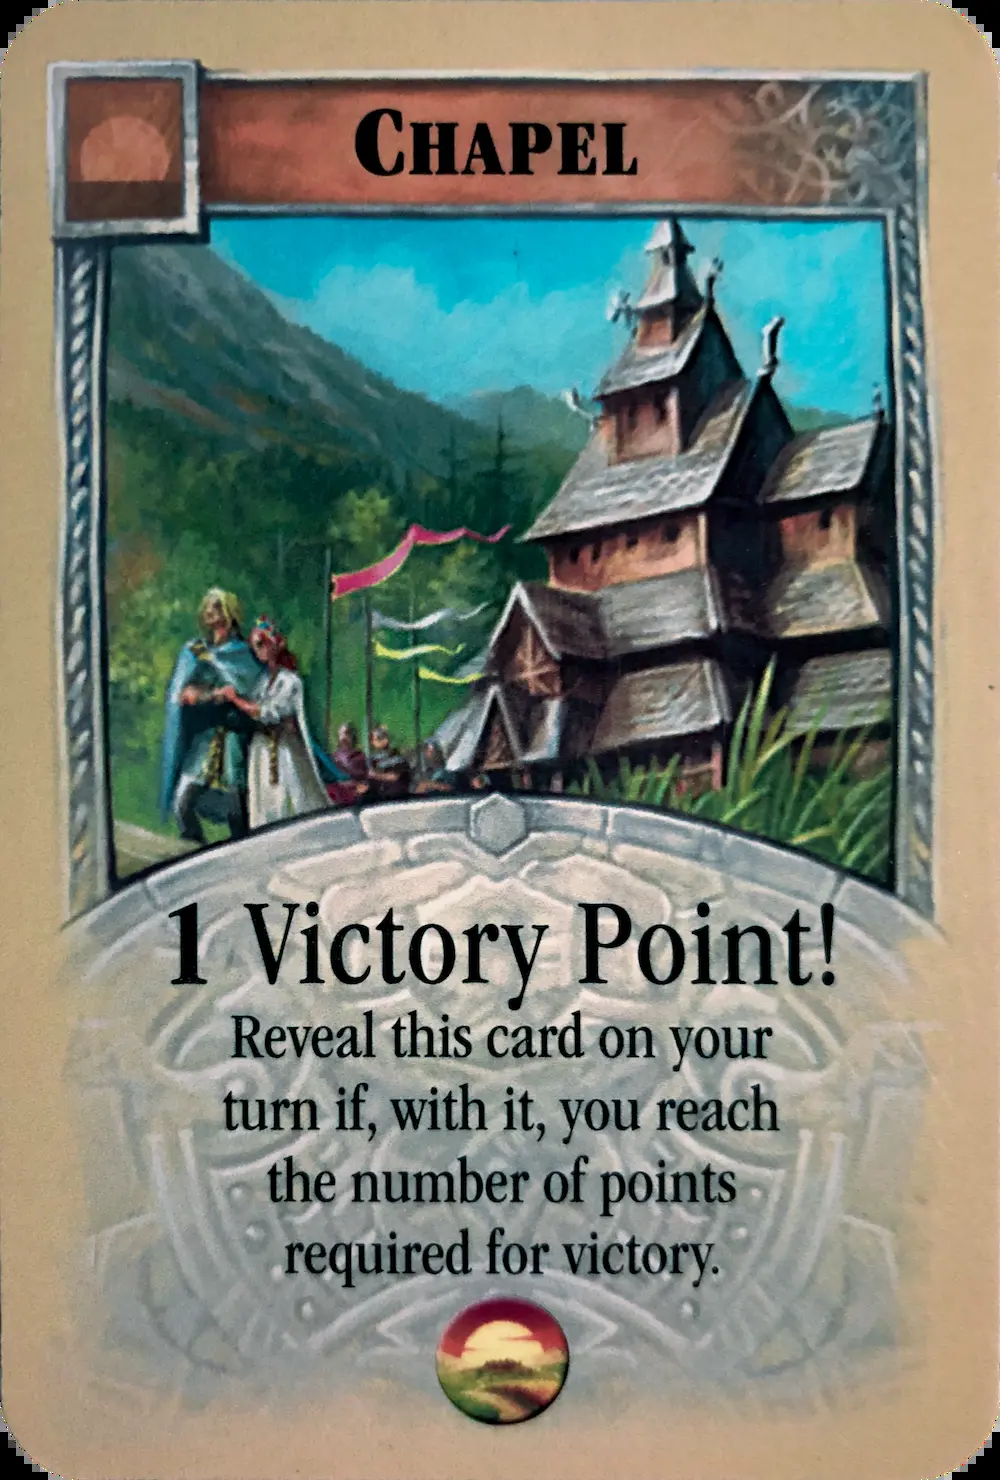 CHAPEL
1 Victory Point!
Reveal this card on your
turn if, with it, you reach
the number of points
required for victory.